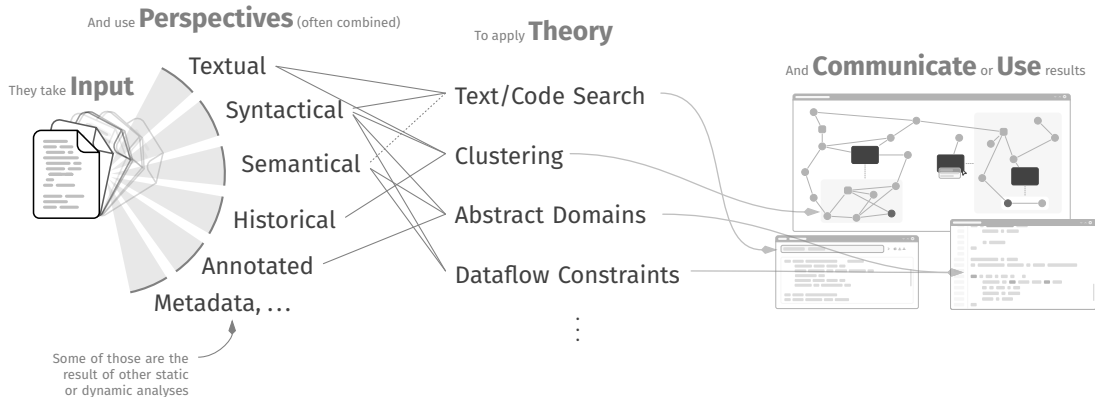 And use Perspectives (often combined)
To apply Theory
They take Input
And Communicate or Use results
Textual
Syntactical
Semantical
Historical
Annotated
Metadata, …
Text/Code Search
Clustering
Abstract Domains
Dataflow Constraints
⋮
Some of those are the
result of other static
or dynamic analyses